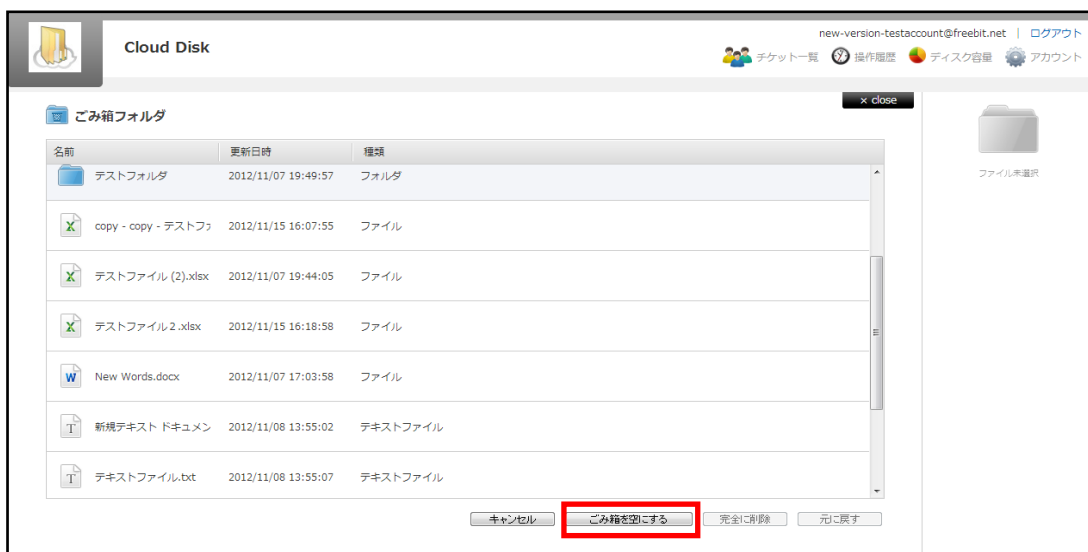 new-version-testaccount@freebit.net | ログアウト
Cloud Disk
チケット一覧 操作履歴 ディスク容量 アカウント
× close
ごみ箱フォルダ
名前 更新日時 種類
テストフォルダ 2012/11/07 19:49:57 フォルダ
ファイル未選択
copy - copy - テストファ 2012/11/15 16:07:55 ファイル
テストファイル (2).xlsx 2012/11/07 19:44:05 ファイル
テストファイル２.xlsx 2012/11/15 16:18:58 ファイル
New Words.docx 2012/11/07 17:03:58 ファイル
新規テキスト ドキュメン 2012/11/08 13:55:02 テキストファイル
テキストファイル.txt 2012/11/08 13:55:07 テキストファイル
キャンセル ごみ箱を空にする 完全に削除 元に戻す